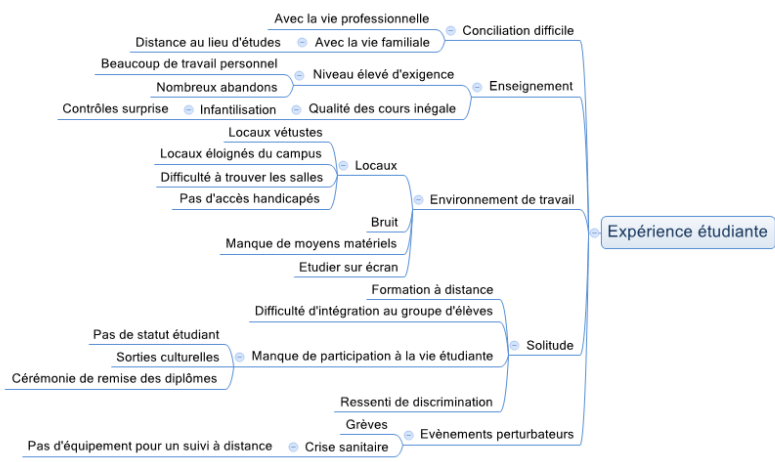 Avec la vie professionnelle
Conciliation difficile
Distance au lieu d'études
Avec la vie familiale
Beaucoup de travail personnel
Niveau élevé d'exigence
Nombreux abandons
Enseignement
Contrôles surprise
Infantilisation
Qualité des cours inégale
Locaux vétustes
Locaux éloignés du campus
Locaux
Difficulté à trouver les salles
Pas d'accès handicapés
Environnement de travail
Bruit
Manque de moyens matériels
Etudier sur écran
Expérience étudiante
Formation à distance
Difficulté d'intégration au groupe d'élèves
Pas de statut étudiant
Solitude
Sorties culturelles
Manque de participation à la vie étudiante
Cérémonie de remise des diplômes
Ressenti de discrimination
Grèves
Evènements perturbateurs
Pas d'équipement pour un suivi à distance
Crise sanitaire